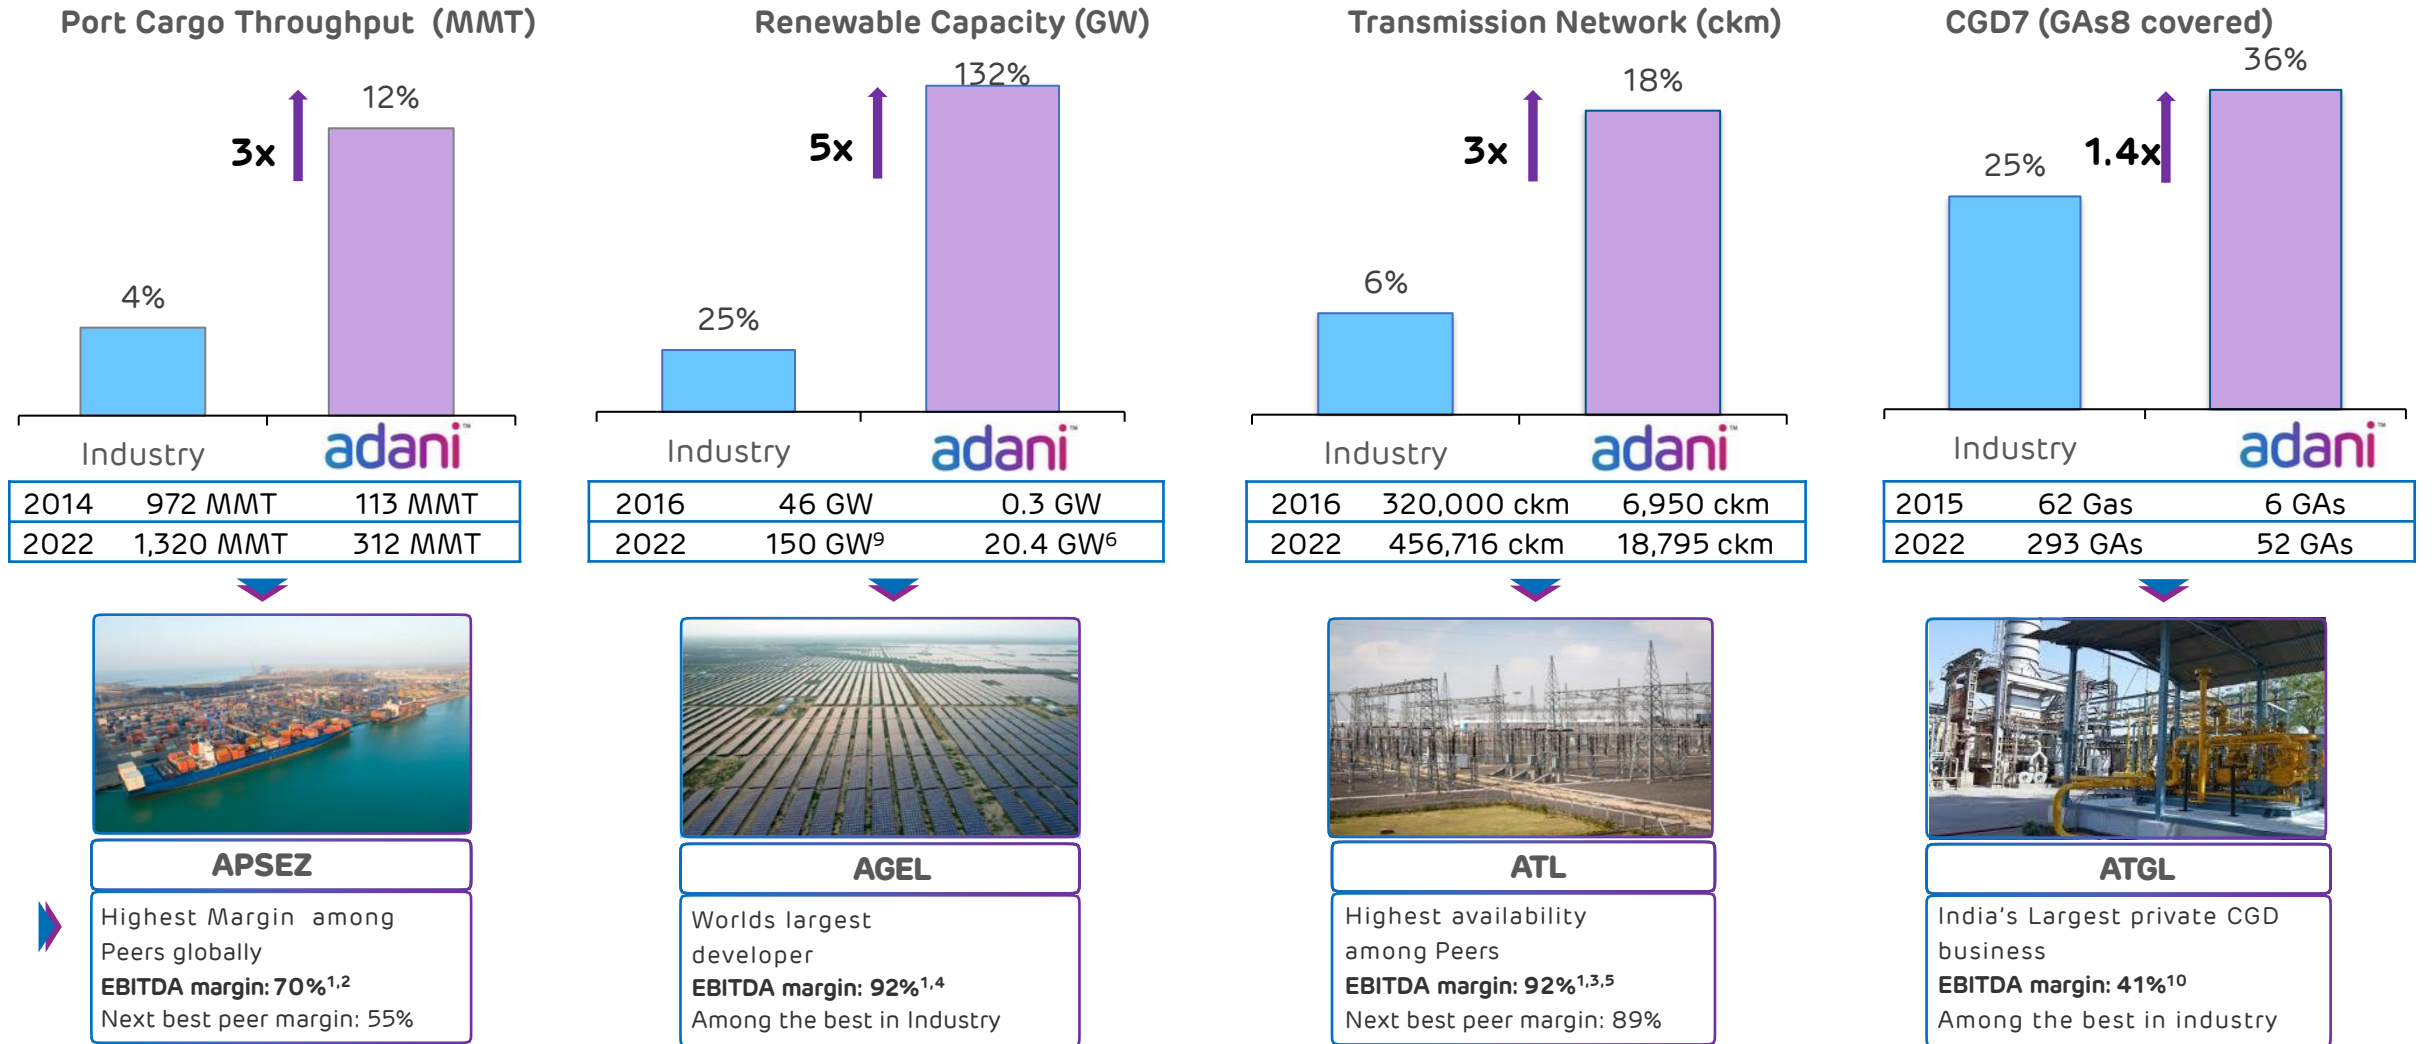 Port Cargo Throughput (MMT)
12%
3x
4%
Industry
adani™
2014 972 MMT 113 MMT
2022 1,320 MMT 312 MMT
APSEZ
Highest Margin among
Peers globally
EBITDA margin: 70%1,2
Next best peer margin: 55%
Renewable Capacity (GW)
132%
5x
25%
Industry
adani™
2016 46 GW 0.3 GW
2022 150 GW9 20.4 GW6
AGEL
Worlds largest
developer
EBITDA margin: 92%1,4
Among the best in Industry
Transmission Network (ckm)
18%
3x
6%
Industry
adani™
2016 320,000 ckm 6,950 ckm
2022 456,716 ckm 18,795 ckm
ATL
Highest availability
among Peers
EBITDA margin: 92%1,3,5
Next best peer margin: 89%
CGD7 (GAs8 covered)
36%
1.4x
25%
Industry
adani™
2015 62 Gas 6 GAs
2022 293 GAs 52 GAs
ATGL
India's Largest private CGD
business
EBITDA margin: 41%10
Among the best in industry